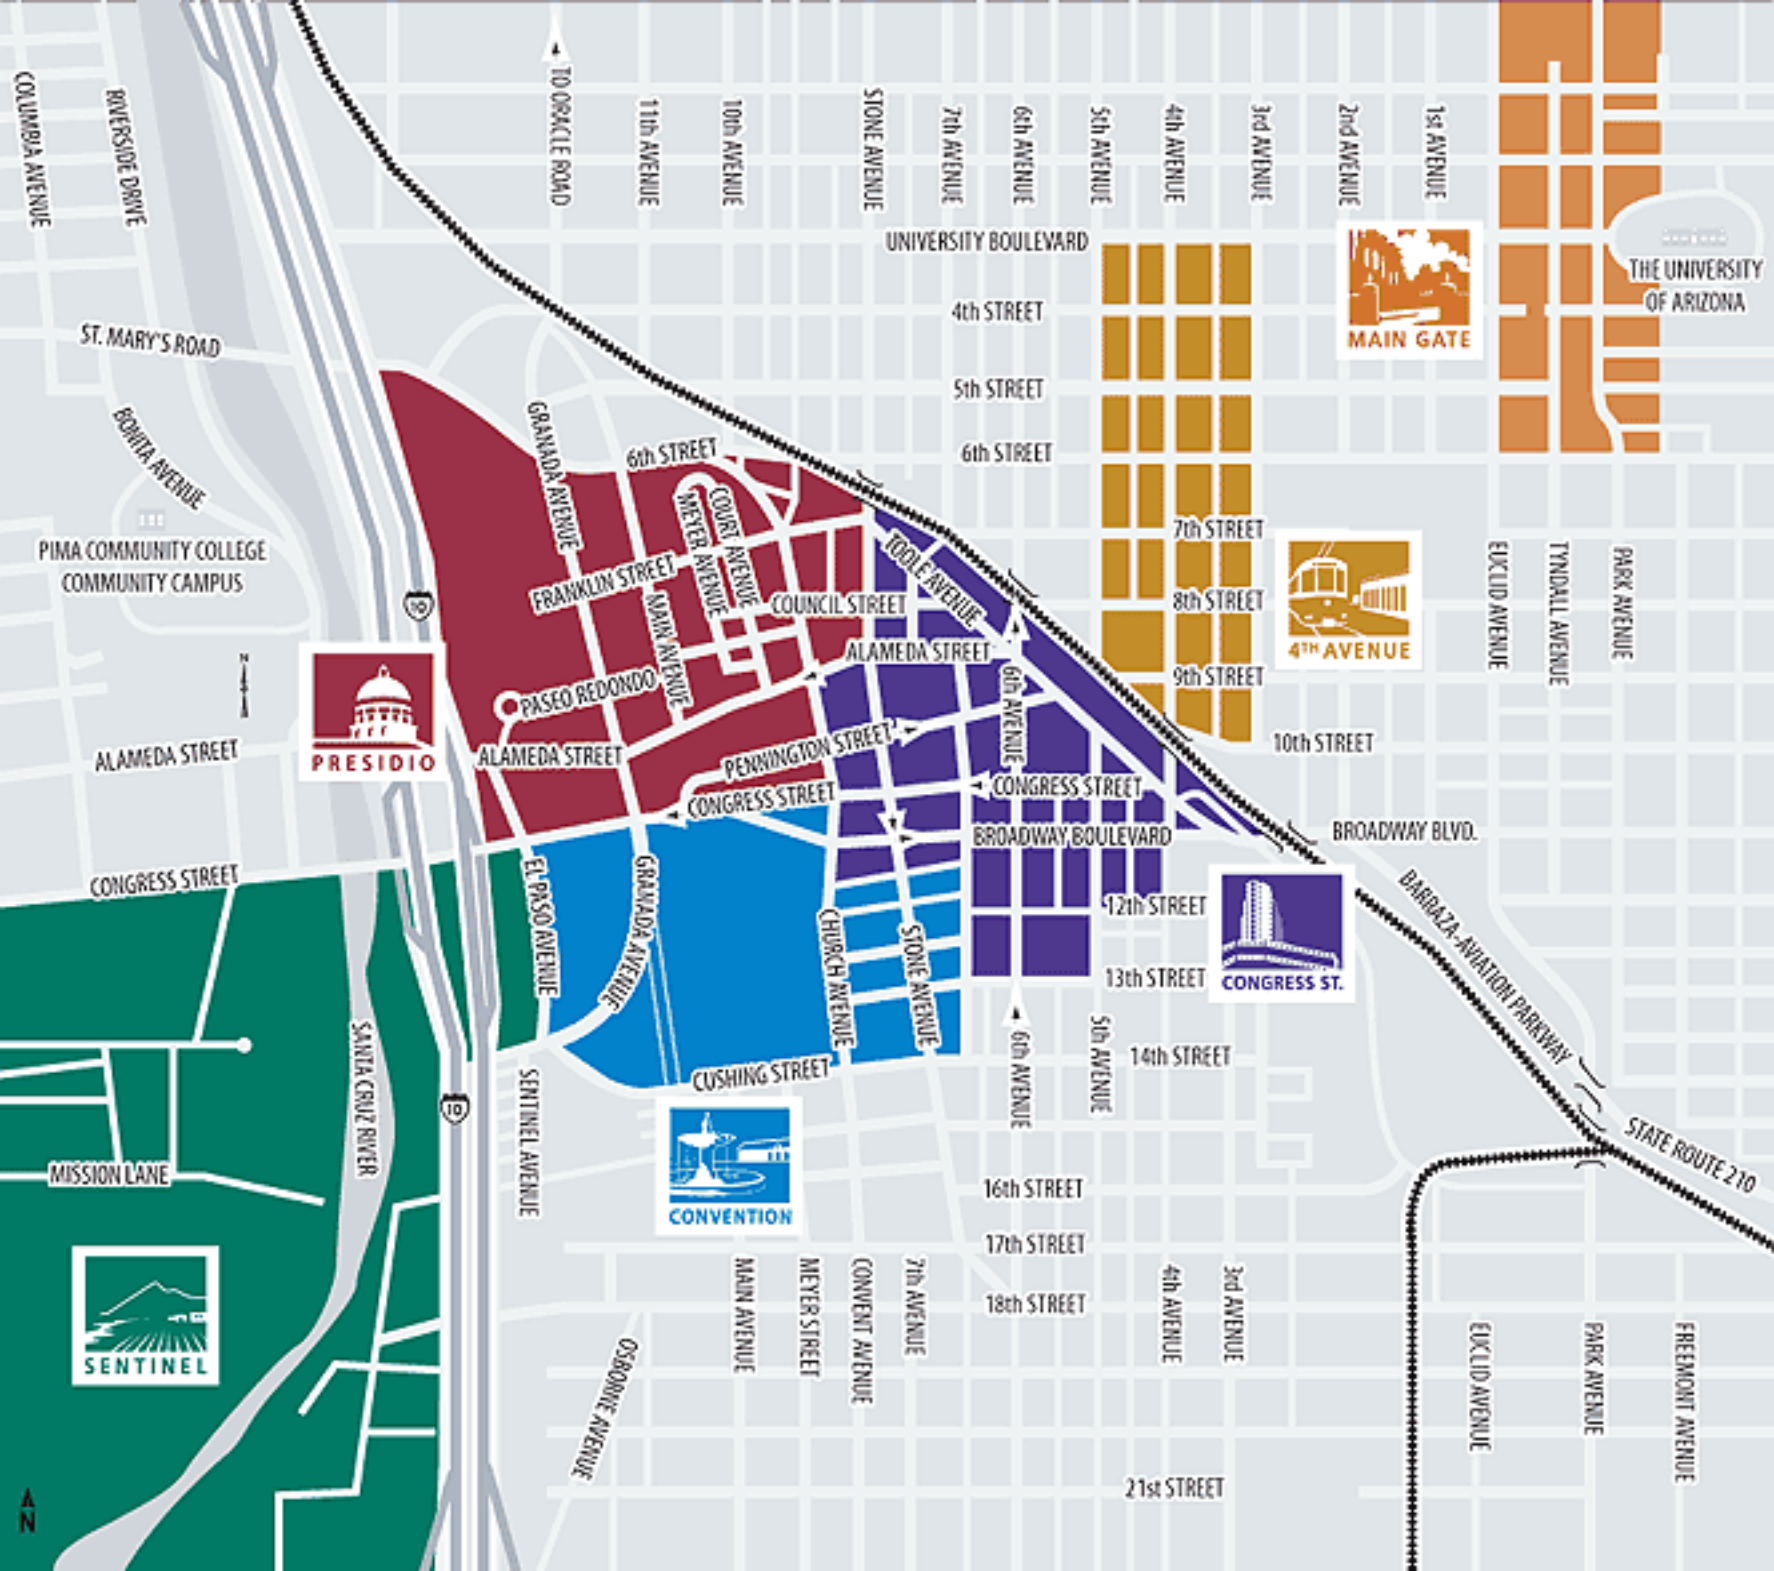 COLUMBIA AVENUE
RIVERSIDE DRIVE
TO ORACLE ROAD
11th AVENUE
10th AVENUE
STONE AVENUE
7th AVENUE
6th AVENUE
5th AVENUE
4th AVENUE
3rd AVENUE
2nd AVENUE
1st AVENUE
UNIVERSITY BOULEVARD
4th STREET
5th STREET
6th STREET
MAIN GATE
THE UNIVERSITY
OF ARIZONA
ST. MARY'S ROAD
BONITA AVENUE
PIMA COMMUNITY COLLEGE
COMMUNITY CAMPUS
GRANADA AVENUE
6th STREET
MEYER AVENUE
COURT AVENUE
FRANKLIN STREET
MAIN AVENUE
COUNCIL STREET
TOOLE AVENUE
ALAMEDA STREET
PASEO REDONDO
10
N
PRESIDIO
ALAMEDA STREET
ALAMEDA STREET
PENNINGTON STREET
6th AVENUE
CONGRESS STREET
CONGRESS STREET
BROADWAY BOULEVARD
7th STREET
8th STREET
9th STREET
10th STREET
4TH AVENUE
EUCLID AVENUE
TYNDALL AVENUE
PARK AVENUE
BROADWAY BLVD.
BARRAZA-AVIATION PARKWAY
STATE ROUTE 210
CONGRESS STREET
EL PASO AVENUE
GRANADA AVENUE
CHURCH AVENUE
STONE AVENUE
12th STREET
13th STREET
CONGRESS ST.
SANTA CRUZ RIVER
10
SENTINEL AVENUE
CUSHING STREET
6th AVENUE
5th AVENUE
14th STREET
MISSION LANE
CONVENTION
16th STREET
17th STREET
18th STREET
SENTINEL
OSBORNE AVENUE
MAIN AVENUE
MEYER STREET
CONVENT AVENUE
7th AVENUE
4th AVENUE
3rd AVENUE
EUCLID AVENUE
PARK AVENUE
FREEMONT AVENUE
21st STREET
N